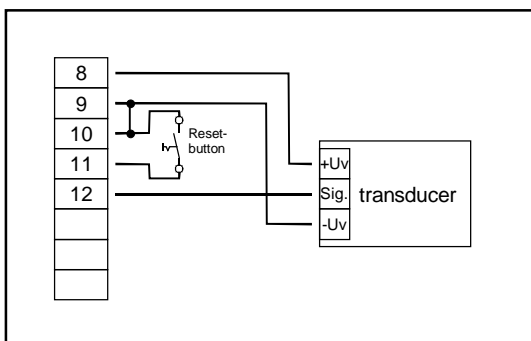 8
9
10
11
12
Reset-
button
+Uv
Sig.
-Uv
transducer